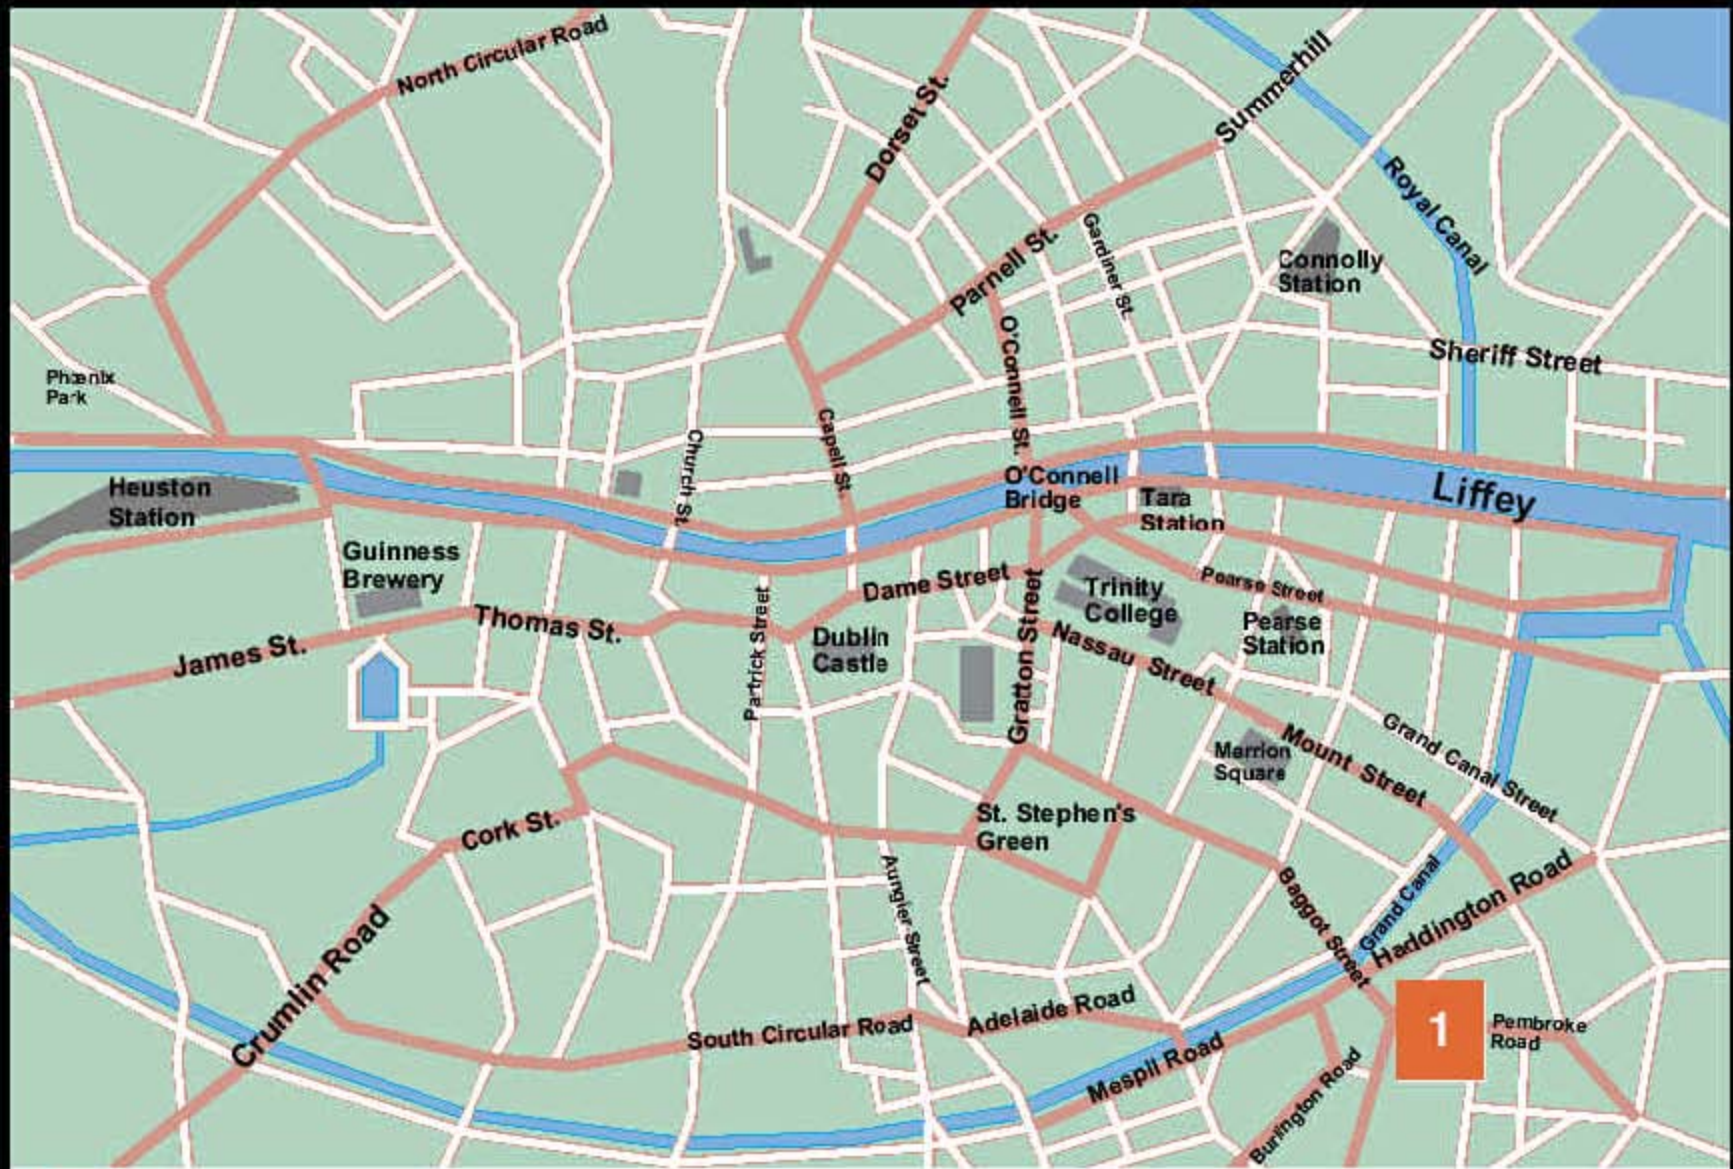 North Circular Road
Dorset St.
Summerhill
Royal Canal
Parnell St.
Gardiner St.
Connolly
Station
O'Connell St.
Sheriff Street
Phœnix
Park
Capell St.
Church St.
Heuston
Station
O'Connell
Bridge
Tara
Station
Liffey
Guinness
Brewery
Dame Street
Trinity
College
Pearse Street
Pearse
Station
Thomas St.
James St.
Partrick Street
Dublin
Castle
Gratton Street
Nassau Street
Merrion
Square
Mount Street
Grand Canal Street
Cork St.
St. Stephen's
Green
Aungier Street
Baggot Street
Grand Canal
Haddington Road
Crumlin Road
South Circular Road
Adelaide Road
Mespil Road
Burlington Road
1
Pembroke
Road